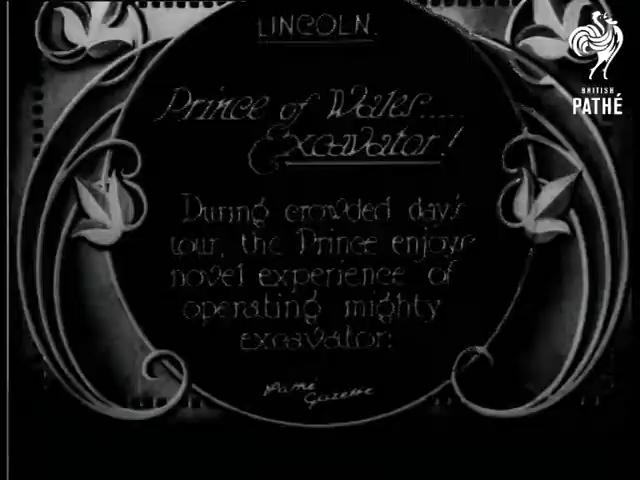 LINCOLN.
Prince of Wales.....
Excavator!
During crowded day's
tour, the Prince enjoys
novel experience of
operating mighty
excavator:
Pathé
Gazette
BRITISH
PATHÉ